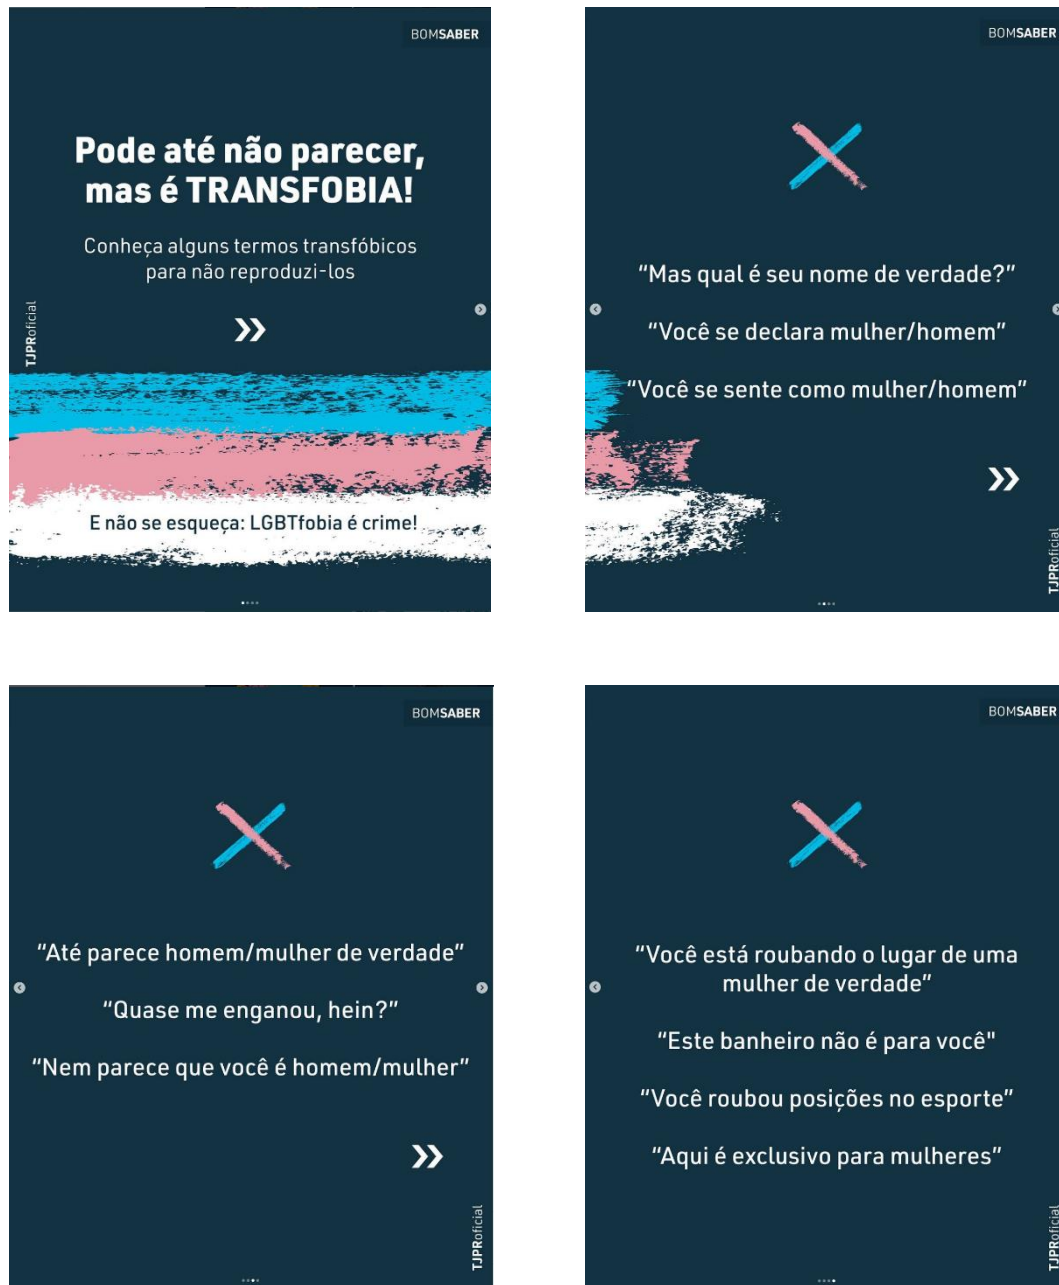 BOMSABER
Pode até não parecer,
mas é TRANSFOBIA!
Conheça alguns termos transfóbicos
para não reproduzi-los
TJPRoficial
E não se esqueça: LGBTfobia é crime!
BOMSABER
“Mas qual é seu nome de verdade?”
“Você se declara mulher/homem”
“Você se sente como mulher/homem”
TJPRoficial
BOMSABER
“Até parece homem/mulher de verdade”
“Quase me enganou, hein?”
“Nem parece que você é homem/mulher”
TJPRoficial
BOMSABER
“Você está roubando o lugar de uma
mulher de verdade”
“Este banheiro não é para você"
“Você roubou posições no esporte”
“Aqui é exclusivo para mulheres”
TJPRoficial